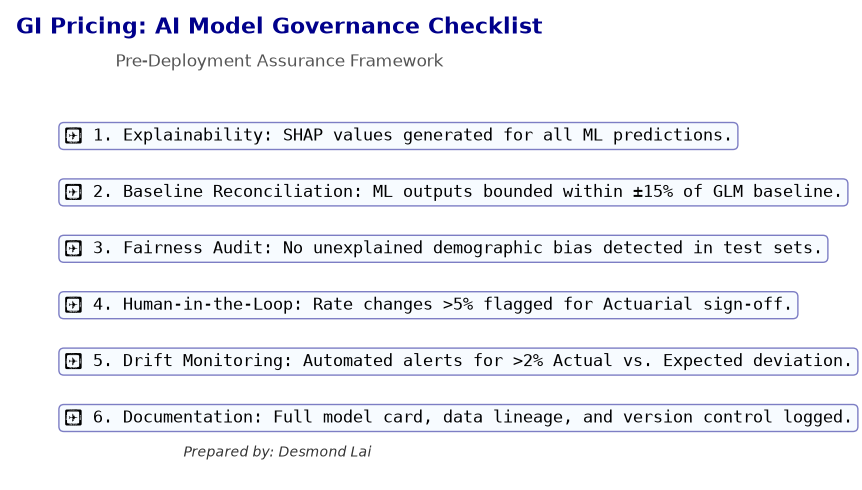 GI Pricing: AI Model Governance Checklist
Pre-Deployment Assurance Framework
1. Explainability: SHAP values generated for all ML predictions.
2. Baseline Reconciliation: ML outputs bounded within ±15% of GLM baseline.
3. Fairness Audit: No unexplained demographic bias detected in test sets.
4. Human-in-the-Loop: Rate changes >5% flagged for Actuarial sign-off.
5. Drift Monitoring: Automated alerts for >2% Actual vs. Expected deviation.
6. Documentation: Full model card, data lineage, and version control logged.
Prepared by: Desmond Lai